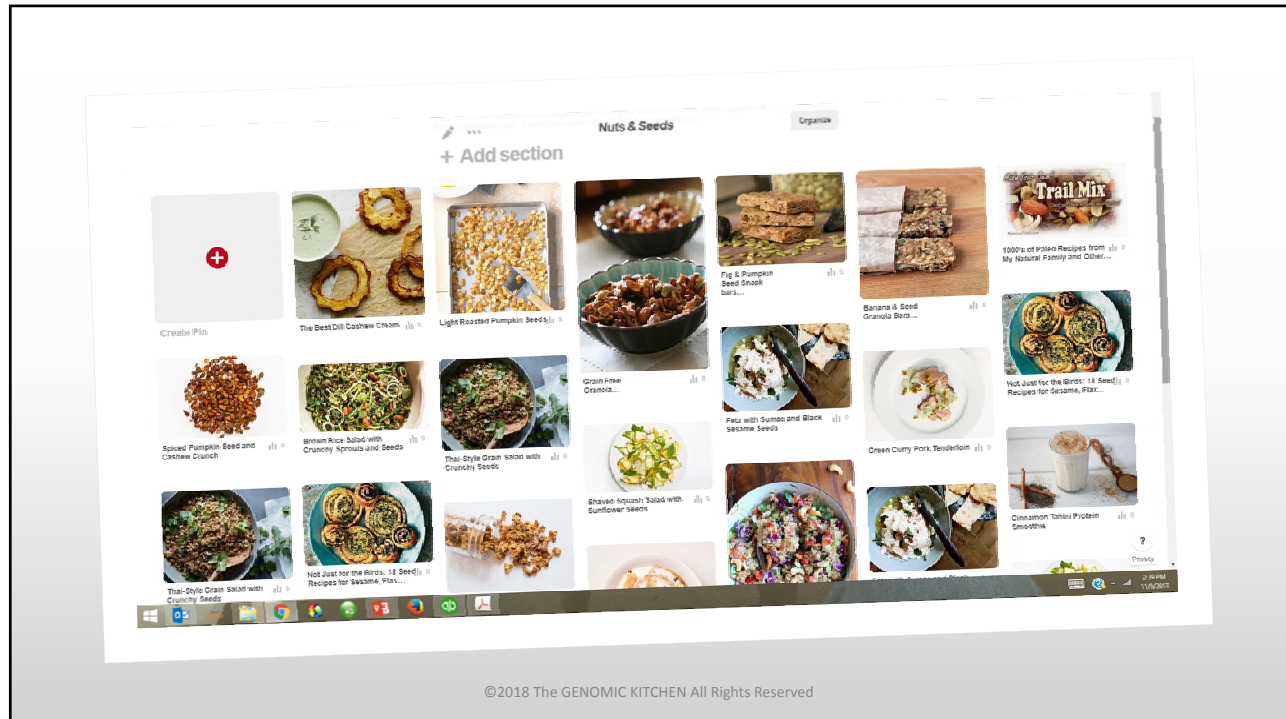 Nuts & Seeds
Organize
+ Add section
Create Pin
The Best Dill Cashew Cream
Light Roasted Pumpkin Seeds
Grain Free
Granola...
Fig & Pumpkin
Seed Snack
bars...
Banana & Seed
Granola Bars...
Trail Mix
1000's of Paleo Recipes from
My Natural Family and Other...
Spiced Pumpkin Seed and
Cashew Crunch
Brown Rice Salad with
Crunchy Sprouts and Seeds
Thai-Style Grain Salad with
Crunchy Seeds
Shaved Squash Salad with
Sunflower Seeds
Feta with Sumac and Black
Sesame Seeds
Green Curry Pork Tenderloin
Not Just for the Birds: 18 Seed
Recipes for Sesame, Flax...
Thai-Style Grain Salad with
Crunchy Seeds
Not Just for the Birds: 18 Seed
Recipes for Sesame, Flax...
Cinnamon Tahini Protein
Smoothie
?
Privacy
©2018 The GENOMIC KITCHEN All Rights Reserved